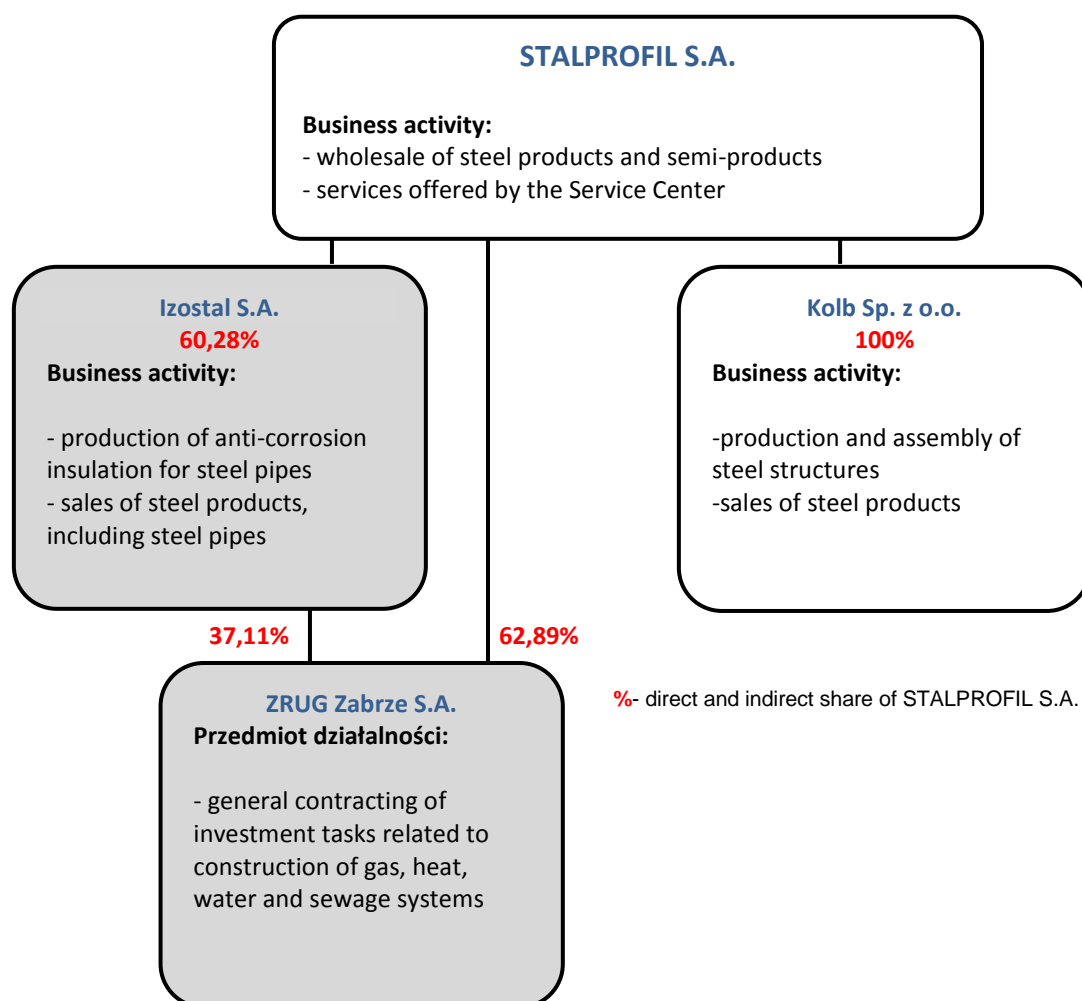 STALPROFIL S.A.
Business activity:
- wholesale of steel products and semi-products
- services offered by the Service Center
Izostal S.A.
60,28%
Business activity:
- production of anti-corrosion
insulation for steel pipes
- sales of steel products,
including steel pipes
Kolb Sp. z o.o.
100%
Business activity:
-production and assembly of
steel structures
-sales of steel products
37,11%
62,89%
ZRUG Zabrze S.A.
Przedmiot działalności:
- general contracting of
investment tasks related to
construction of gas, heat,
water and sewage systems
%- direct and indirect share of STALPROFIL S.A.